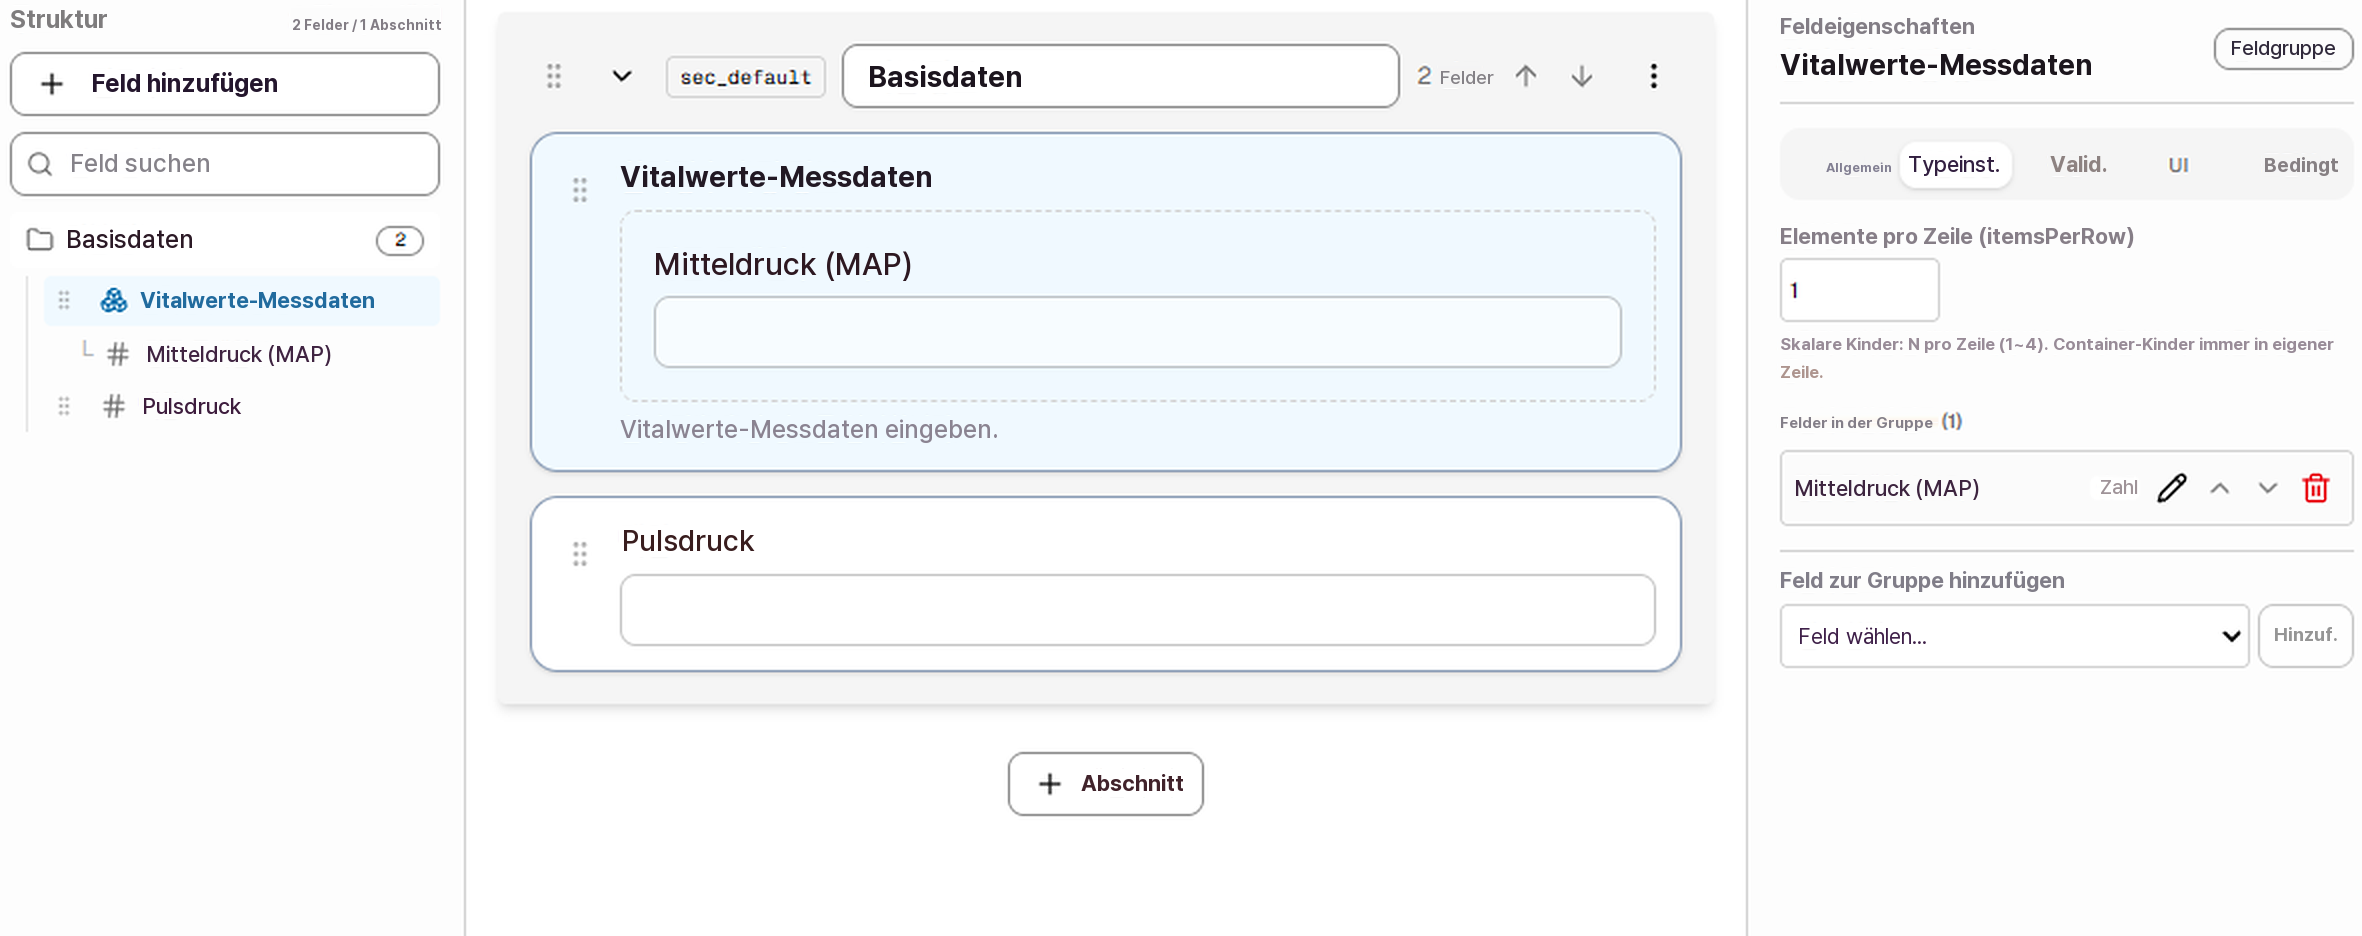 Struktur
2 Felder / 1 Abschnitt
Feld hinzufügen
Feld suchen
Basisdaten
2
Vitalwerte-Messdaten
Mitteldruck (MAP)
Pulsdruck
sec_default
Basisdaten
2 Felder
Vitalwerte-Messdaten
Mitteldruck (MAP)
Vitalwerte-Messdaten eingeben.
Pulsdruck
Abschnitt
Feldeigenschaften
Vitalwerte-Messdaten
Feldgruppe
Allgemein
Typeinst.
Valid.
UI
Bedingt
Elemente pro Zeile (itemsPerRow)
1
Skalare Kinder: N pro Zeile (1~4). Container-Kinder immer in eigener
Zeile.
Felder in der Gruppe (1)
Mitteldruck (MAP)
Zahl
Feld zur Gruppe hinzufügen
Feld wählen...
Hinzuf.